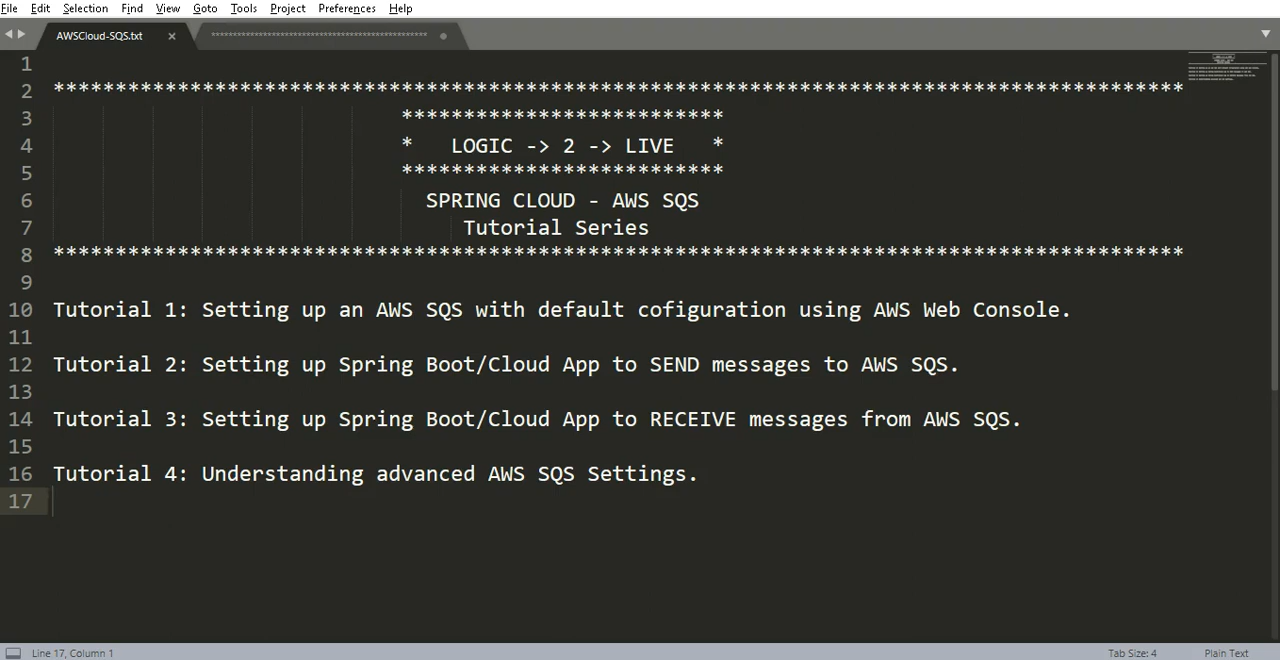 File Edit Selection Find View Goto Tools Project Preferences Help
AWSCloud-SQS.txt × ************************************************
1
2 *******************************************************************************************
3 **************************
4 * LOGIC -> 2 -> LIVE *
5 **************************
6 SPRING CLOUD - AWS SQS
7 Tutorial Series
8 *******************************************************************************************
9
10 Tutorial 1: Setting up an AWS SQS with default cofiguration using AWS Web Console.
11
12 Tutorial 2: Setting up Spring Boot/Cloud App to SEND messages to AWS SQS.
13
14 Tutorial 3: Setting up Spring Boot/Cloud App to RECEIVE messages from AWS SQS.
15
16 Tutorial 4: Understanding advanced AWS SQS Settings.
17
Line 17, Column 1 Tab Size: 4 Plain Text